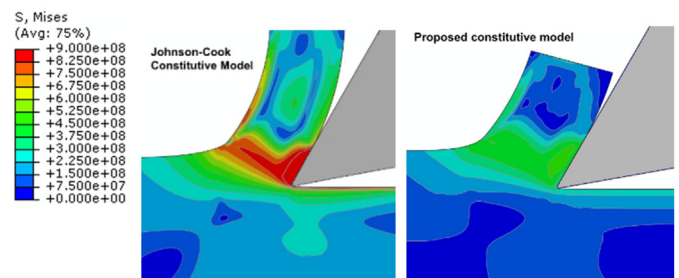 S, Mises
(Avg: 75%)
+9.000e+08
+8.250e+08
+7.500e+08
+6.750e+08
+6.000e+08
+5.250e+08
+4.500e+08
+3.750e+08
+3.000e+08
+2.250e+08
+1.500e+08
+7.500e+07
+0.000e+00
Johnson-Cook
Constitutive Model
Proposed constitutive model